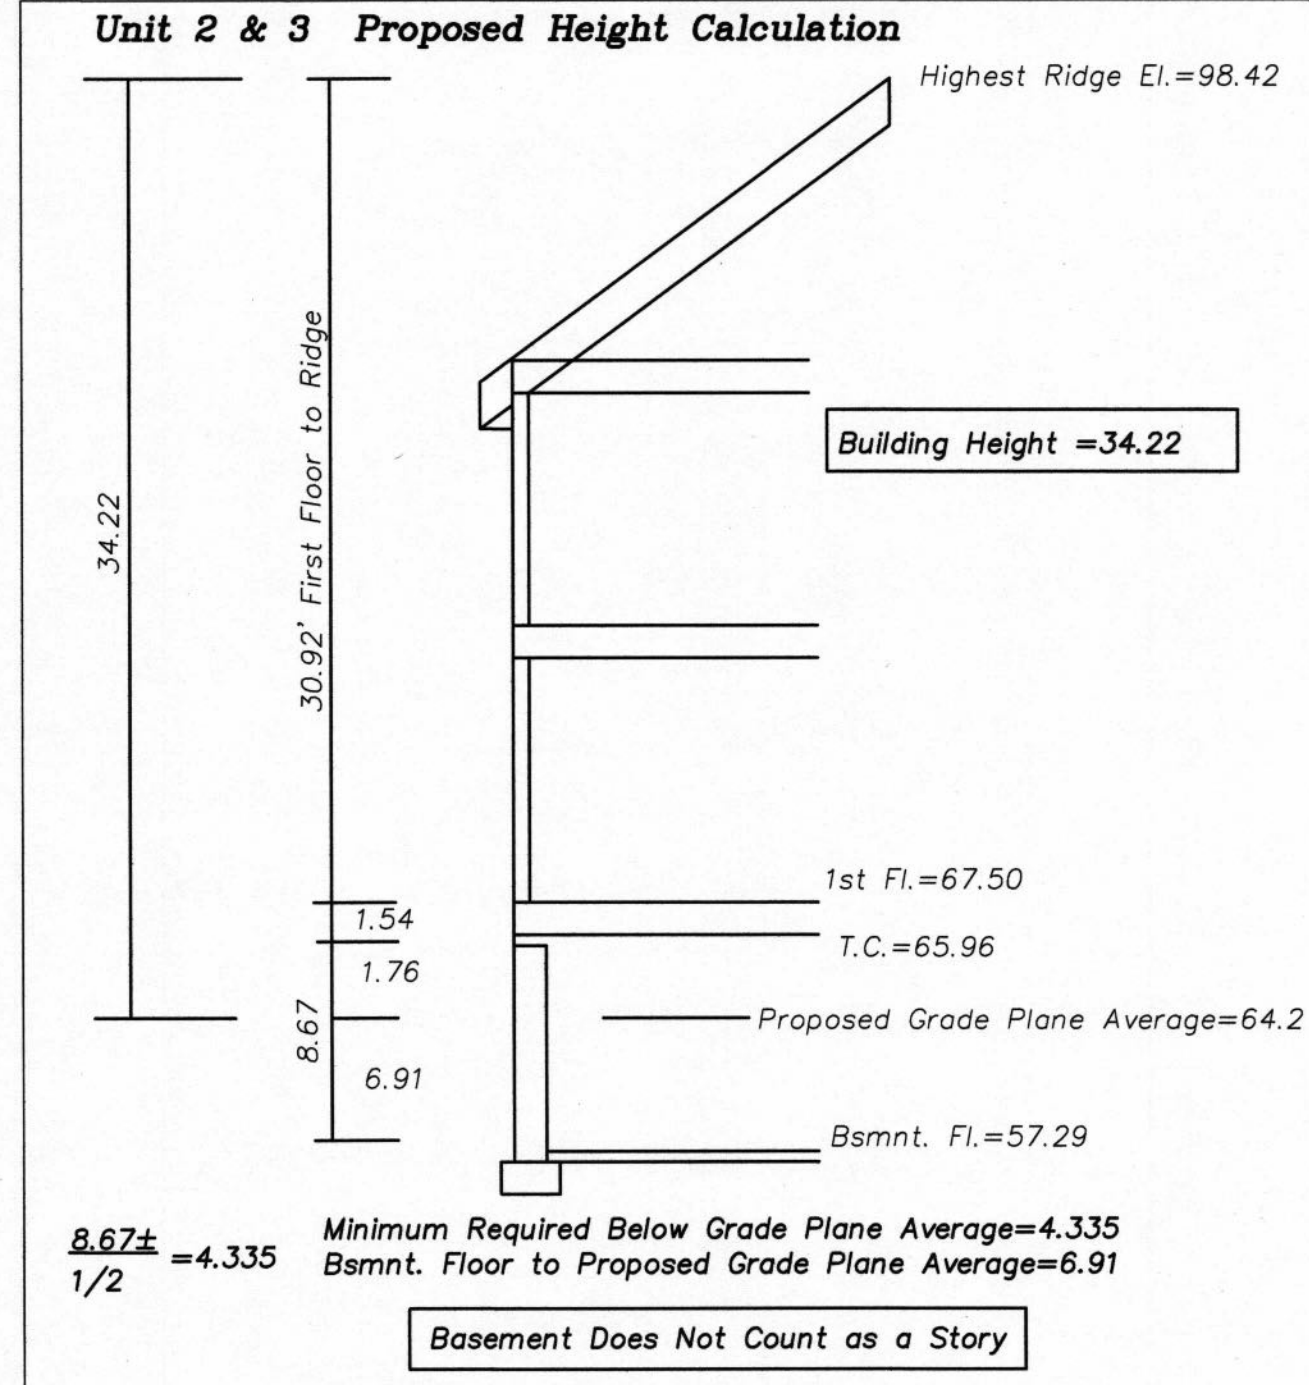 Unit 2 & 3 Proposed Height Calculation
Highest Ridge El.=98.42
34.22
30.92' First Floor to Ridge
Building Height =34.22
1st Fl.=67.50
1.54
T.C.=65.96
1.76
Proposed Grade Plane Average=64.2
8.67
6.91
Bsmnt. Fl.=57.29
8.67±
1/2
=4.335
Minimum Required Below Grade Plane Average=4.335
Bsmnt. Floor to Proposed Grade Plane Average=6.91
Basement Does Not Count as a Story